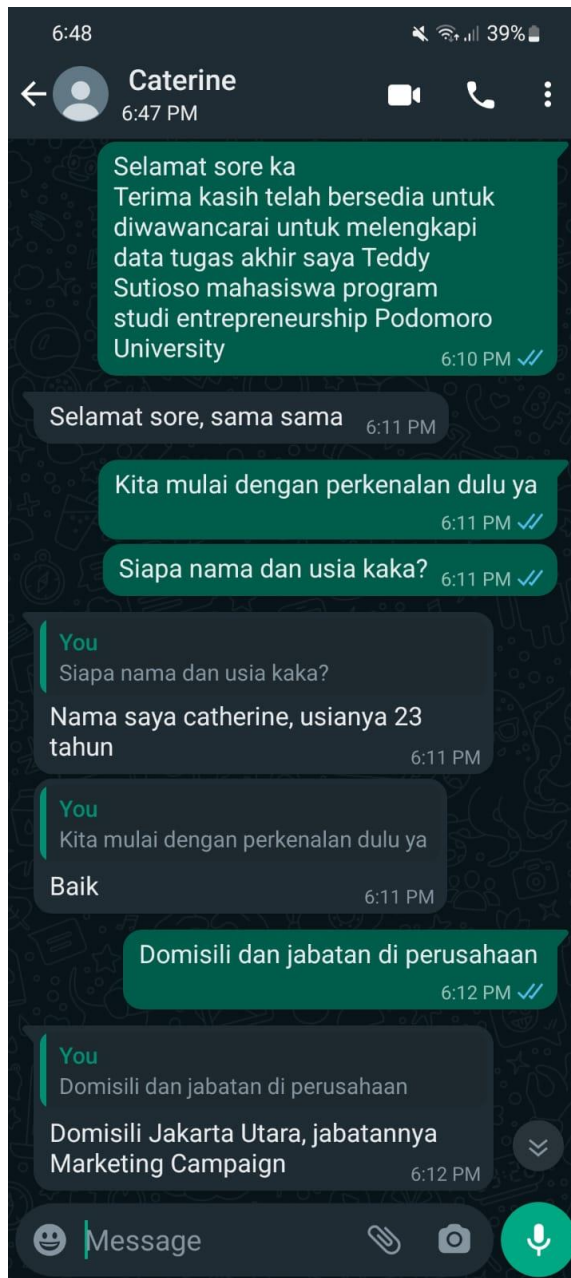 6:48
39%
Caterine
6:47 PM
Selamat sore ka
Terima kasih telah bersedia untuk
diwawancarai untuk melengkapi
data tugas akhir saya Teddy
Sutioso mahasiswa program
studi entrepreneurship Podomoro
University
6:10 PM
Selamat sore, sama sama 6:11 PM
Kita mulai dengan perkenalan dulu ya
6:11 PM
Siapa nama dan usia kaka? 6:11 PM
You
Siapa nama dan usia kaka?
Nama saya catherine, usianya 23
tahun
6:11 PM
You
Kita mulai dengan perkenalan dulu ya
Baik
6:11 PM
Domisili dan jabatan di perusahaan
6:12 PM
You
Domisili dan jabatan di perusahaan
Domisili Jakarta Utara, jabatannya
Marketing Campaign
6:12 PM
Message